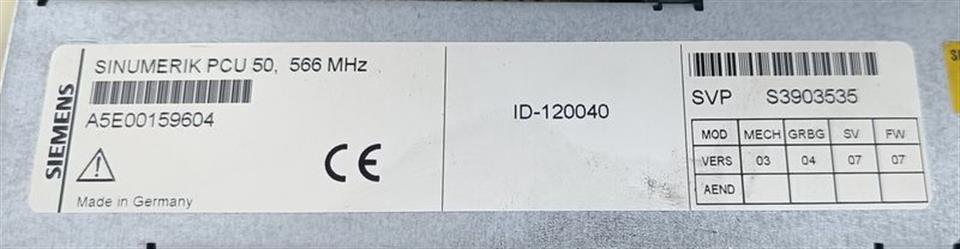 SIEMENS
SINUMERIK PCU 50, 566 MHz
A5E00159604
CE
Made in Germany
ID-120040
SVP S3903535
MOD MECH GRBG SV FW
VERS 03 04 07 07
AEND